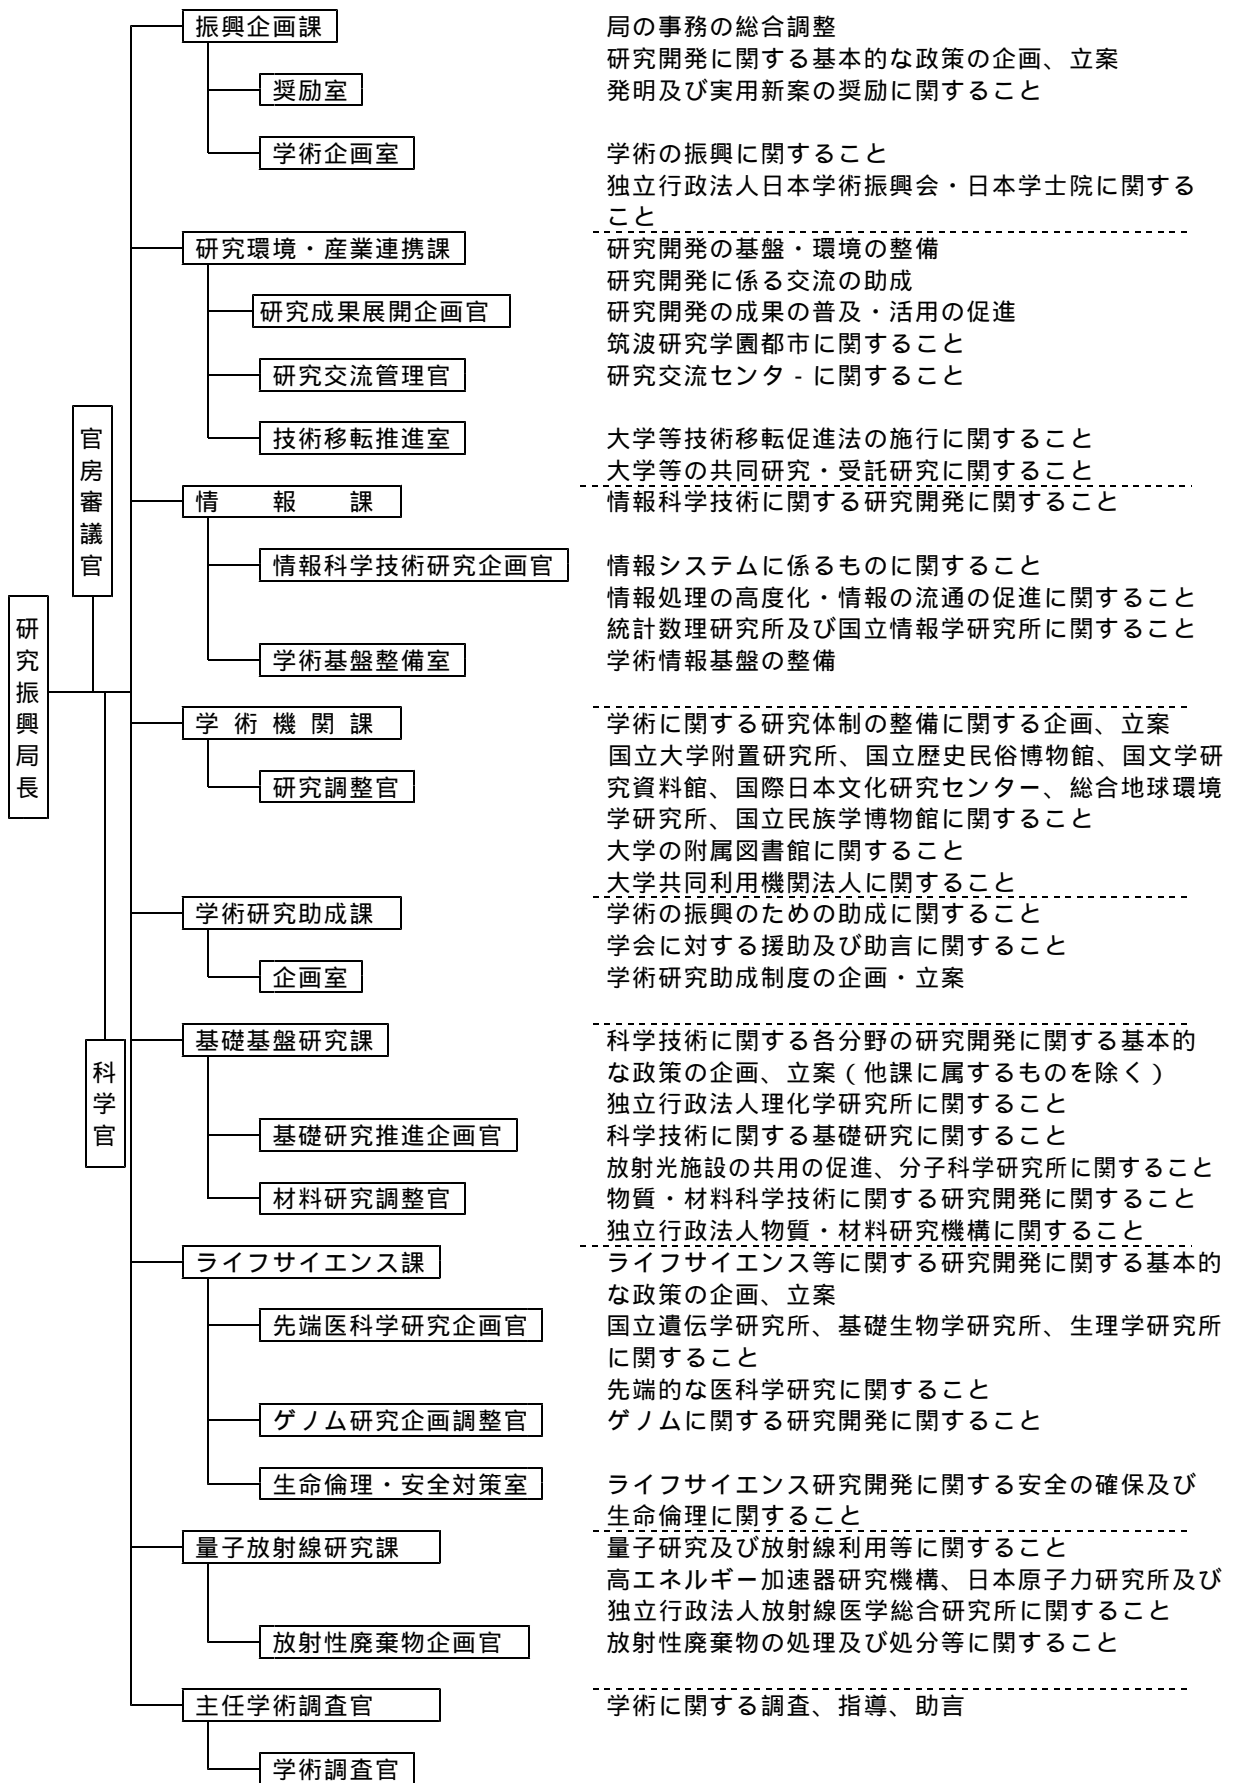 振興企画課 局の事務の総合調整
研究開発に関する基本的な政策の企画、立案
奨励室 発明及び実用新案の奨励に関すること
学術企画室 学術の振興に関すること
独立行政法人日本学術振興会・日本学士院に関する
こと
研究環境・産業連携課 研究開発の基盤・環境の整備
研究開発に係る交流の助成
研究成果展開企画官 研究開発の成果の普及・活用の促進
筑波研究学園都市に関すること
研究交流管理官 研究交流センタ‐に関すること
官房審議官
技術移転推進室 大学等技術移転促進法の施行に関すること
大学等の共同研究・受託研究に関すること
情報課 情報科学技術に関する研究開発に関すること
情報科学技術研究企画官 情報システムに係るものに関すること
情報処理の高度化・情報の流通の促進に関すること
研究振興局長
統計数理研究所及び国立情報学研究所に関すること
学術基盤整備室 学術情報基盤の整備
学術機関課 学術に関する研究体制の整備に関する企画、立案
国立大学附置研究所、国立歴史民俗博物館、国文学研
研究調整官 究資料館、国際日本文化研究センター、総合地球環境
学研究所、国立民族学博物館に関すること
大学の附属図書館に関すること
大学共同利用機関法人に関すること
学術研究助成課 学術の振興のための助成に関すること
学会に対する援助及び助言に関すること
企画室 学術研究助成制度の企画・立案
基礎基盤研究課 科学技術に関する各分野の研究開発に関する基本的
科学官
な政策の企画、立案（他課に属するものを除く）
独立行政法人理化学研究所に関すること
基礎研究推進企画官 科学技術に関する基礎研究に関すること
放射光施設の共用の促進、分子科学研究所に関すること
材料研究調整官 物質・材料科学技術に関する研究開発に関すること
独立行政法人物質・材料研究機構に関すること
ライフサイエンス課 ライフサイエンス等に関する研究開発に関する基本的
な政策の企画、立案
先端医科学研究企画官 国立遺伝学研究所、基礎生物学研究所、生理学研究所
に関すること
先端的な医科学研究に関すること
ゲノム研究企画調整官 ゲノムに関する研究開発に関すること
生命倫理・安全対策室 ライフサイエンス研究開発に関する安全の確保及び
生命倫理に関すること
量子放射線研究課 量子研究及び放射線利用等に関すること
高エネルギー加速器研究機構、日本原子力研究所及び
独立行政法人放射線医学総合研究所に関すること
放射性廃棄物企画官 放射性廃棄物の処理及び処分等に関すること
主任学術調査官 学術に関する調査、指導、助言
学術調査官